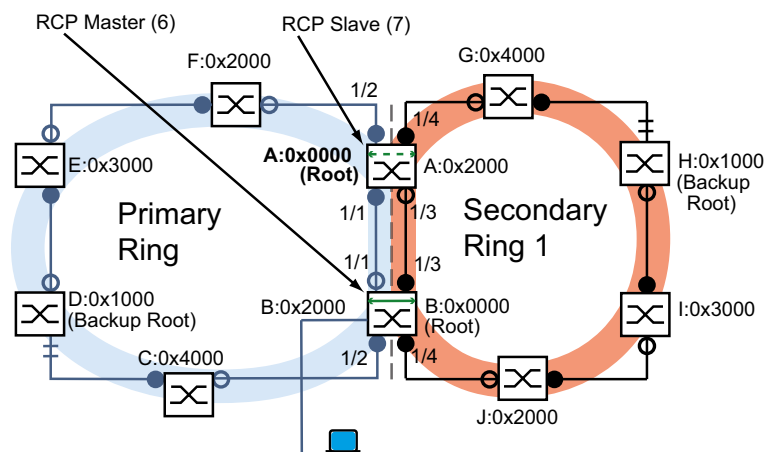 RCP Master (6)
RCP Slave (7)
F:0x2000
G:0x4000
1/2
1/4
E:0x3000
A:0x0000
(Root)
A:0x2000
H:0x1000
(Backup
Root)
Primary
Ring
1/1
1/3
Secondary
Ring 1
1/1
1/3
D:0x1000
(Backup Root)
B:0x2000
B:0x0000
(Root)
I:0x3000
C:0x4000
1/2
1/4
J:0x2000